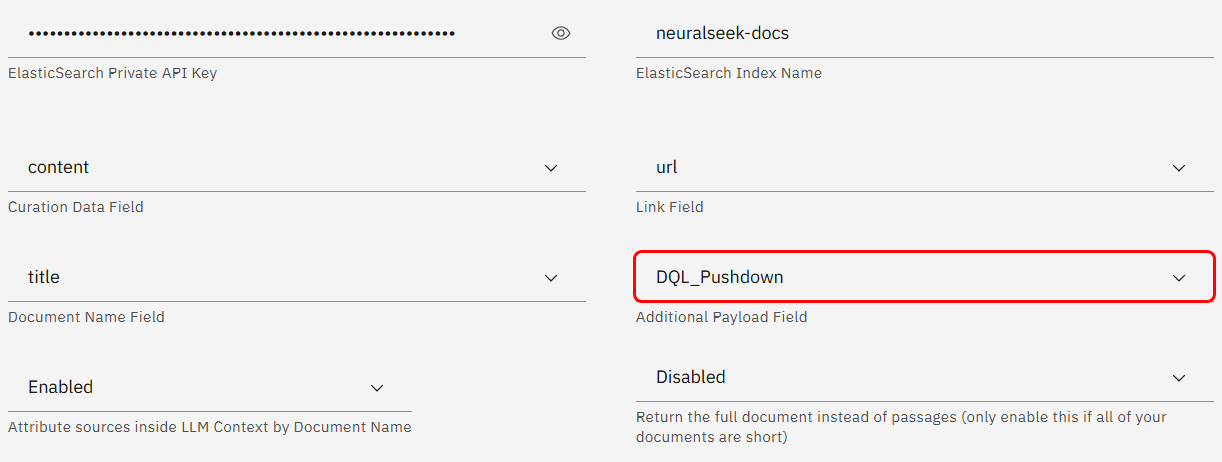 neuralseek-docs
ElasticSearch Private API Key
ElasticSearch Index Name
content
url
Curation Data Field
Link Field
title
DQL_Pushdown
Document Name Field
Additional Payload Field
Enabled
Disabled
Attribute sources inside LLM Context by Document Name
Return the full document instead of passages (only enable this if all of your
documents are short)